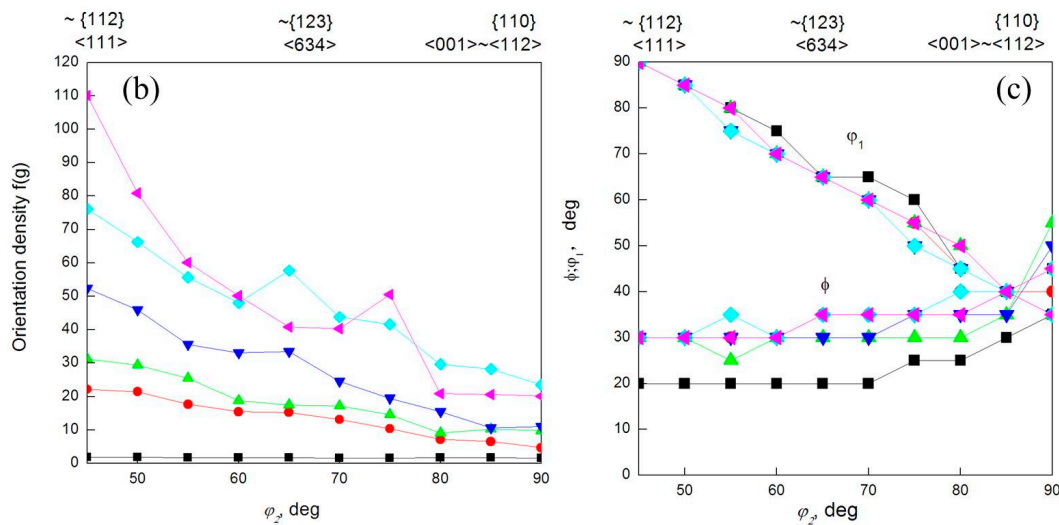 ~ {112} ~{123} {110}
<111> <634> <001>~<112>
120
110
100
90
80
70
60
50
40
30
20
10
0
Orientation density f(g)
(b)
50 60 70 80 90
φ2, deg
~ {112} ~{123} {110}
<111> <634> <001>~<112>
90
80
70
60
50
40
30
20
10
0
ϕ;φ1, deg
(c)
φ1
ϕ
50 60 70 80 90
φ2, deg